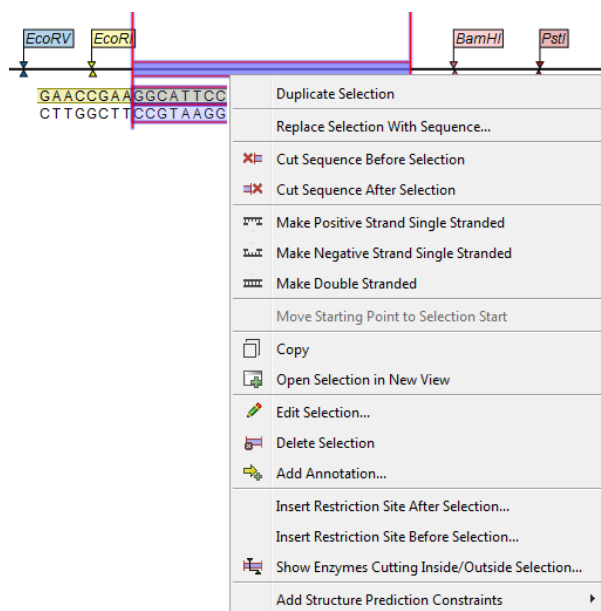 EcoRV EcoRI BamHI PstI
GAACCGAAGGCATTCC
CTTGGCTTCCGTAAGG
Duplicate Selection
Replace Selection With Sequence...
Cut Sequence Before Selection
Cut Sequence After Selection
Make Positive Strand Single Stranded
Make Negative Strand Single Stranded
Make Double Stranded
Move Starting Point to Selection Start
Copy
Open Selection in New View
Edit Selection...
Delete Selection
Add Annotation...
Insert Restriction Site After Selection...
Insert Restriction Site Before Selection...
Show Enzymes Cutting Inside/Outside Selection...
Add Structure Prediction Constraints